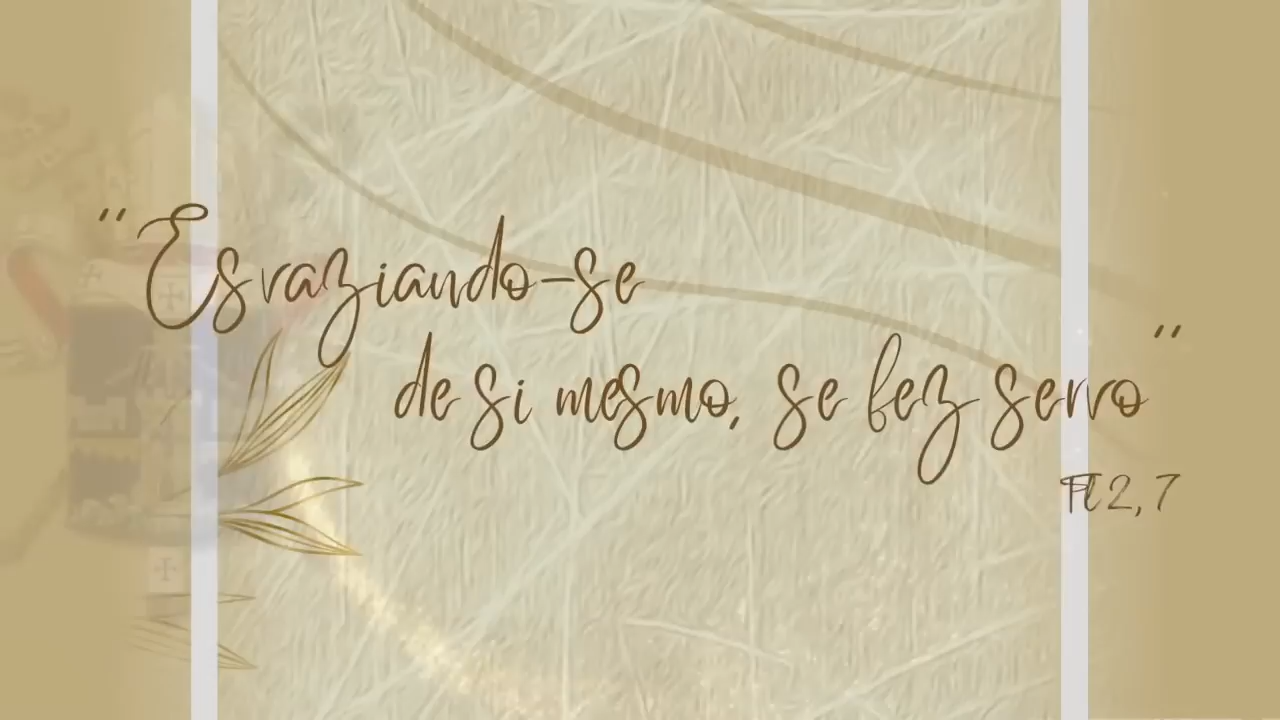 "Esvaziando-se
de si mesmo, se fez servo"
Fl 2, 7